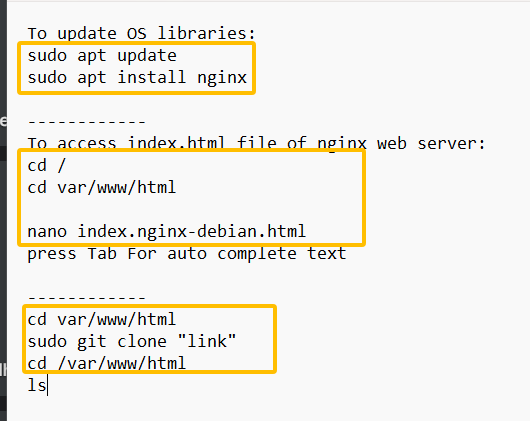 To update OS libraries:
sudo apt update
sudo apt install nginx
------------
To access index.html file of nginx web server:
cd /
cd var/www/html
nano index.nginx-debian.html
press Tab For auto complete text
------------
cd var/www/html
sudo git clone "link"
cd /var/www/html
ls